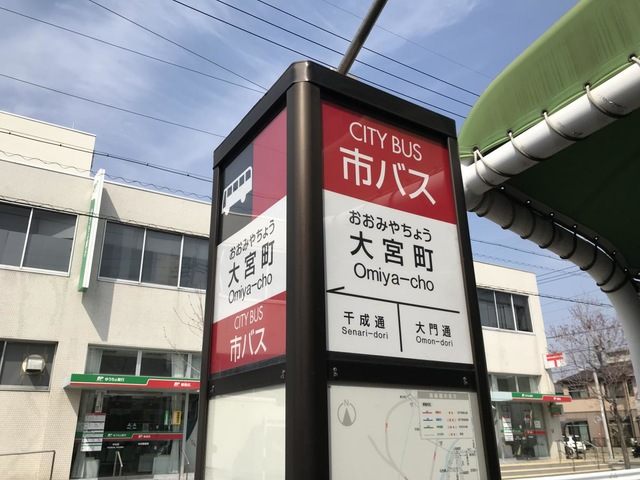 おおみやちょう
大宮町
Omiya-cho
CITY BUS
市バス
CITY BUS
市バス
おおみやちょう
大宮町
Omiya-cho
千成通
Senari-dori
大門通
Omon-dori
ゆうちょ銀行